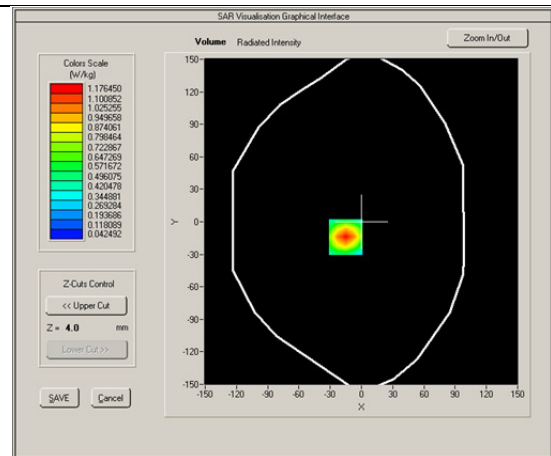 SAR Visualisation Graphical Interface
Volume Radiated Intensity
Zoom In/Out
Colors Scale
(W/kg)
1.176450
1.100852
1.025255
0.949658
0.874061
0.798464
0.722867
0.647269
0.571672
0.496075
0.420478
0.344881
0.269284
0.193686
0.118089
0.042492
Z-Cuts Control
<< Upper Cut
Z = 4.0 mm
Lower Cut >>
SAVE Cancel
150-
120-
90-
60-
30-
0-
-30-
-60-
-90-
-120-
-150-
Y
-150 -120 -90 -60 -30 0 30 60 90 120 150
X